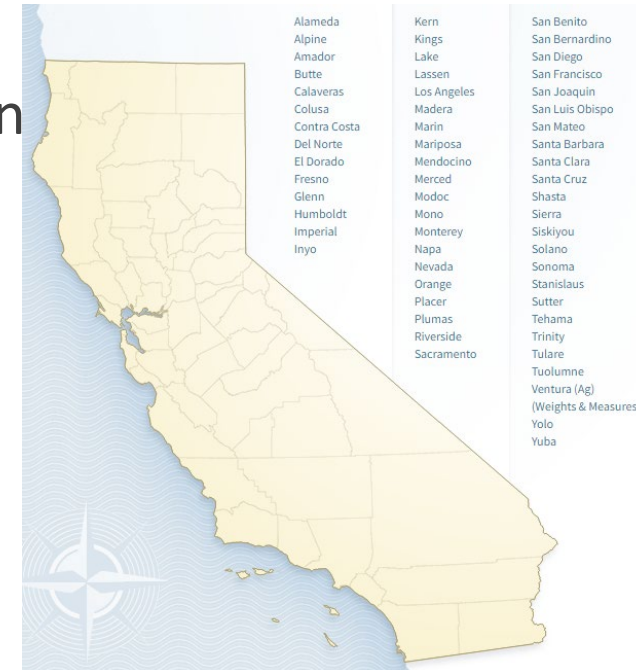 n
Alameda
Alpine
Amador
Butte
Calaveras
Colusa
Contra Costa
Del Norte
El Dorado
Fresno
Glenn
Humboldt
Imperial
Inyo
Kern
Kings
Lake
Lassen
Los Angeles
Madera
Marin
Mariposa
Mendocino
Merced
Modoc
Mono
Monterey
Napa
Nevada
Orange
Placer
Plumas
Riverside
Sacramento
San Benito
San Bernardino
San Diego
San Francisco
San Joaquin
San Luis Obispo
San Mateo
Santa Barbara
Santa Clara
Santa Cruz
Shasta
Sierra
Siskiyou
Solano
Sonoma
Stanislaus
Sutter
Tehama
Trinity
Tulare
Tuolumne
Ventura (Ag)
(Weights & Measures
Yolo
Yuba